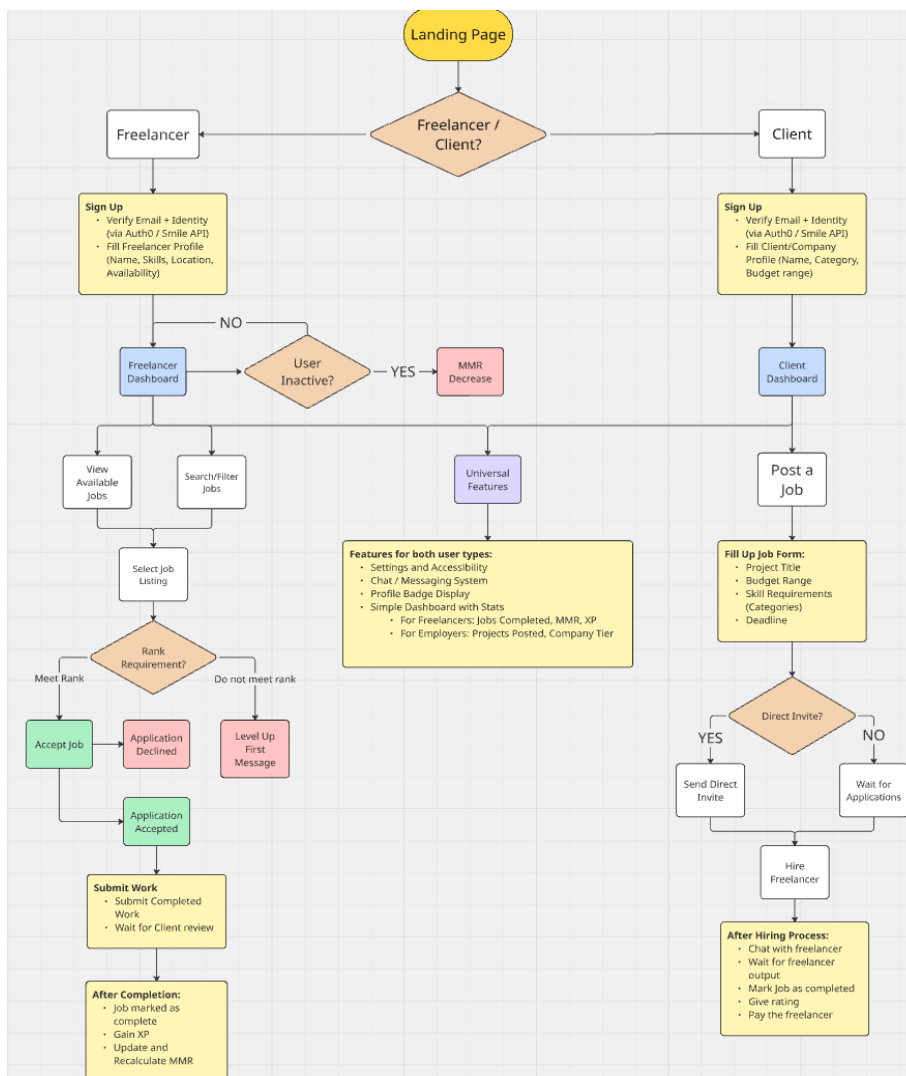 Landing Page
Freelancer /
Client?
Freelancer
Client
Sign Up
• Verify Email + Identity
(via Auth0 / Smile API)
• Fill Freelancer Profile
(Name, Skills, Location,
Availability)
Sign Up
• Verify Email + Identity
(via Auth0 / Smile API)
• Fill Client/Company
Profile (Name, Category,
Budget range)
NO
Freelancer
Dashboard
User
Inactive?
YES
MMR
Decrease
Client
Dashboard
View
Available
Jobs
Search/Filter
Jobs
Universal
Features
Post a
Job
Select Job
Listing
Features for both user types:
• Settings and Accessibility
• Chat / Messaging System
• Profile Badge Display
• Simple Dashboard with Stats
• For Freelancers: Jobs Completed, MMR, XP
• For Employers: Projects Posted, Company Tier
Fill Up Job Form:
• Project Title
• Budget Range
• Skill Requirements
(Categories)
• Deadline
Rank
Requirement?
Meet Rank
Do not meet rank
Accept Job
Application
Declined
Level Up
First
Message
Direct Invite?
YES
NO
Send Direct
Invite
Wait for
Applications
Application
Accepted
Hire
Freelancer
Submit Work
• Submit Completed
Work
• Wait for Client review
After Hiring Process:
• Chat with freelancer
• Wait for freelancer
output
• Mark Job as completed
• Give rating
• Pay the freelancer
After Completion:
• Job marked as
complete
• Gain XP
• Update and
Recalculate MMR